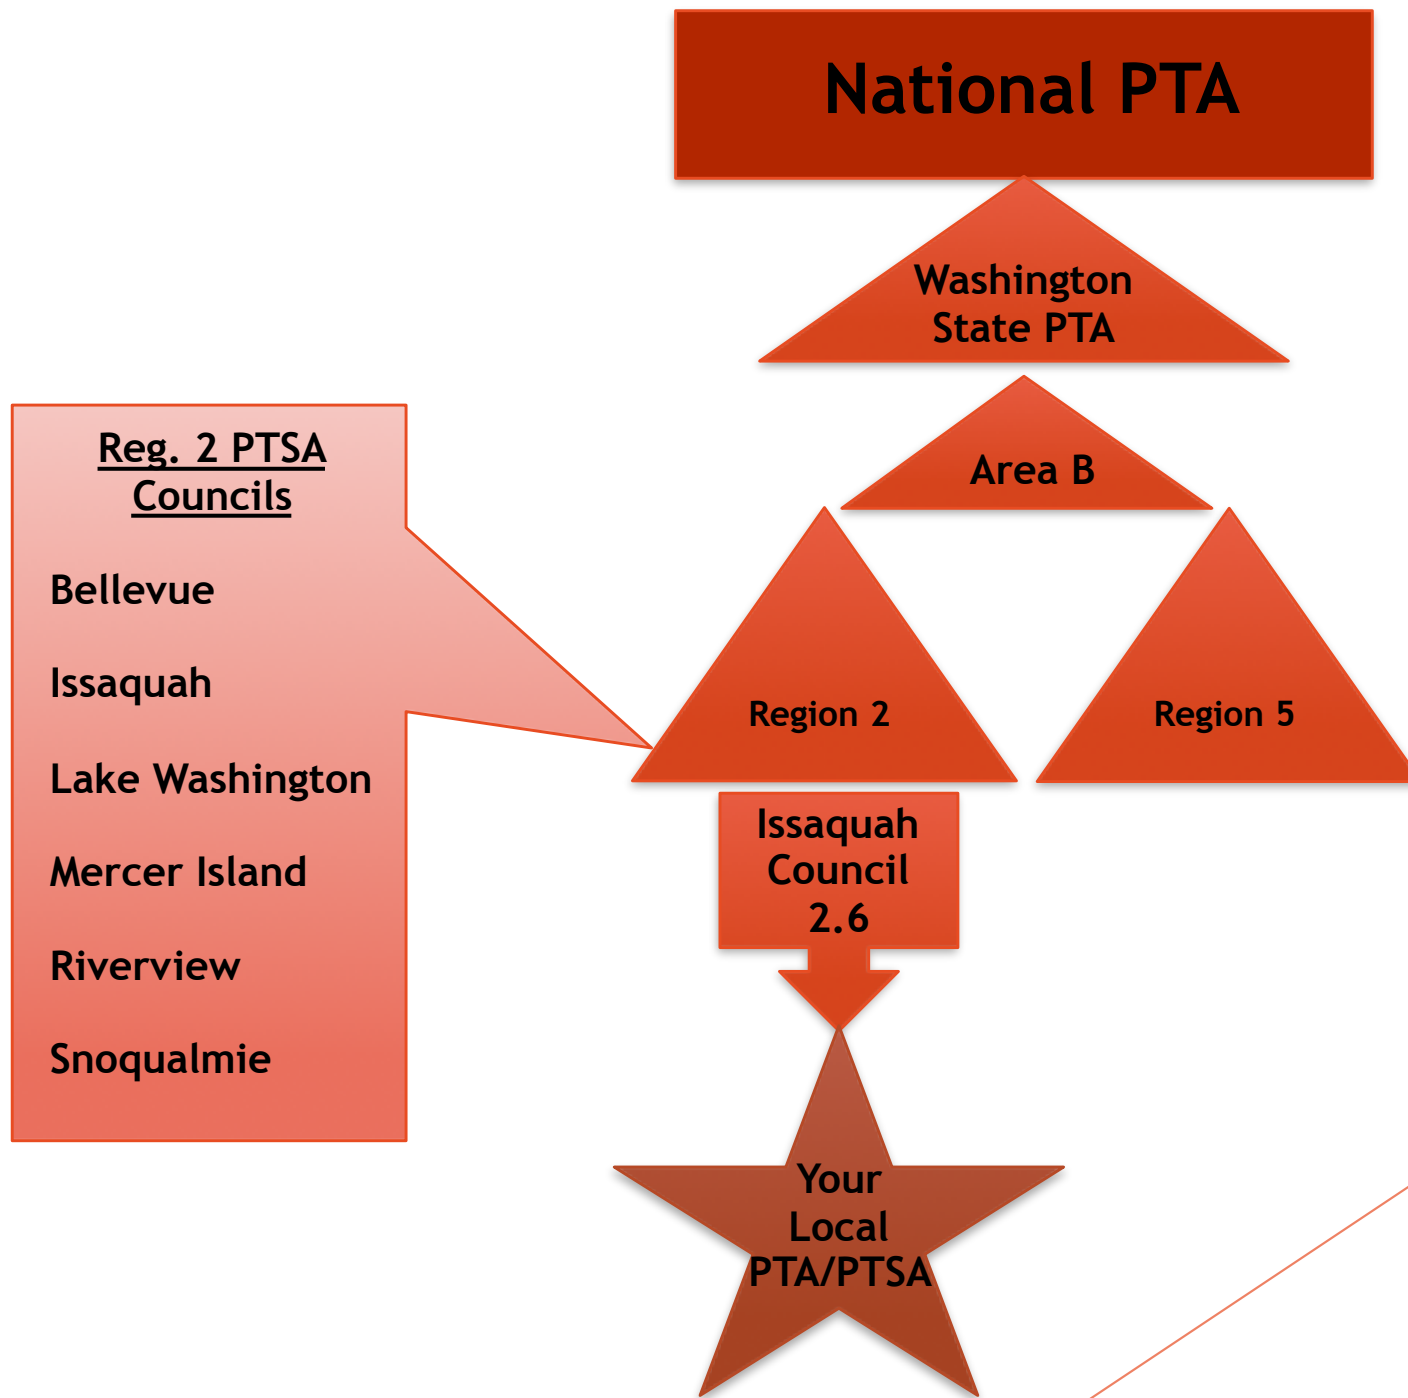 National PTA
Washington
State PTA
Area B
Region 2
Region 5
Reg. 2 PTSA
Councils
Bellevue
Issaquah
Lake Washington
Mercer Island
Riverview
Snoqualmie
Issaquah
Council
2.6
Your
Local
PTA/PTSA